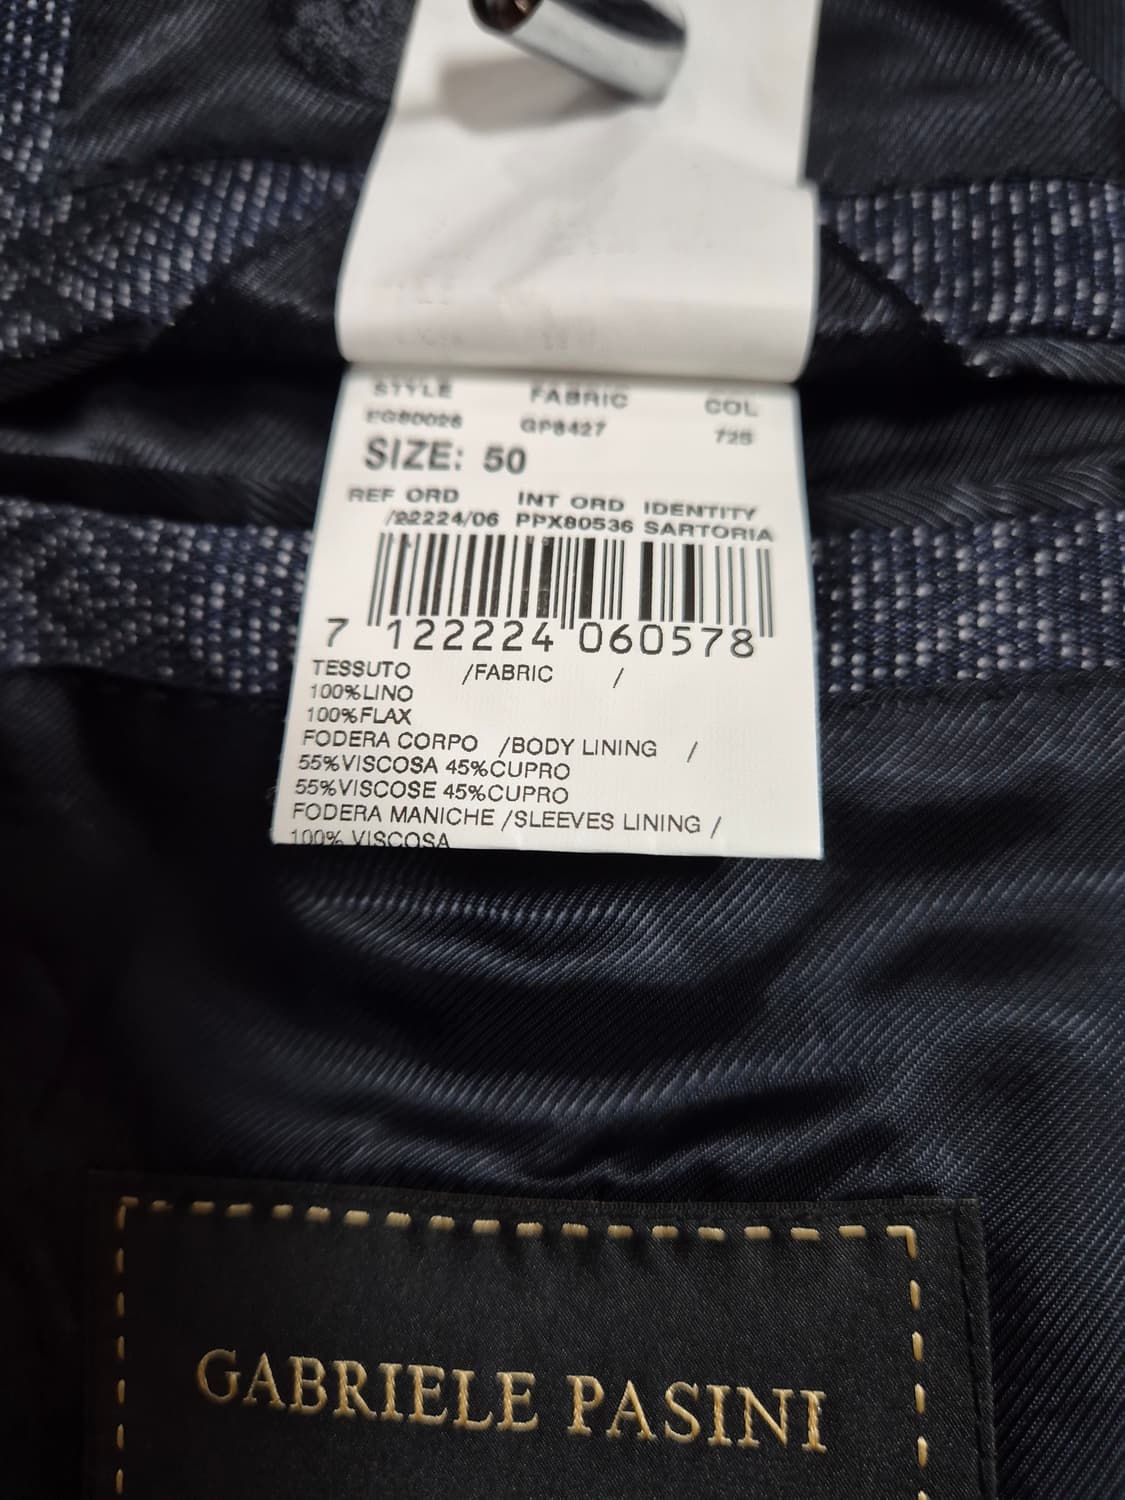 STYLE FABRIC COL
EG80026 GP8427 725
SIZE: 50
REF ORD INT ORD IDENTITY
/22224/06 PPX80536 SARTORIA
7 122224 060578
TESSUTO /FABRIC /
100%LINO
100%FLAX
FODERA CORPO /BODY LINING /
55%VISCOSA 45%CUPRO
55%VISCOSE 45%CUPRO
FODERA MANICHE /SLEEVES LINING /
100% VISCOSA
GABRIELE PASINI